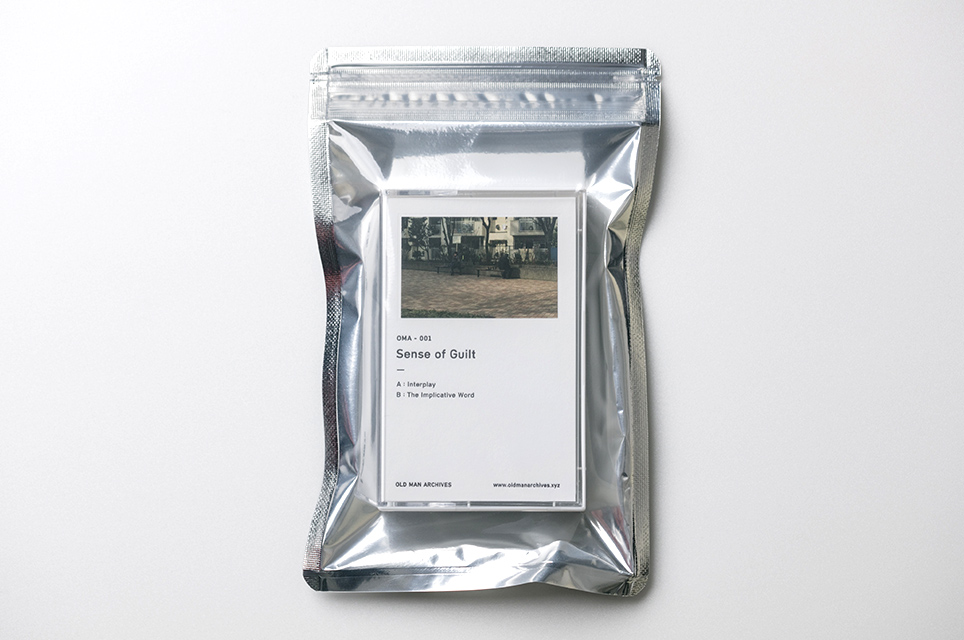 OMA - 001
Sense of Guilt
—
A : Interplay
B : The Implicative Word
OLD MAN ARCHIVES www.oldmanarchives.xyz